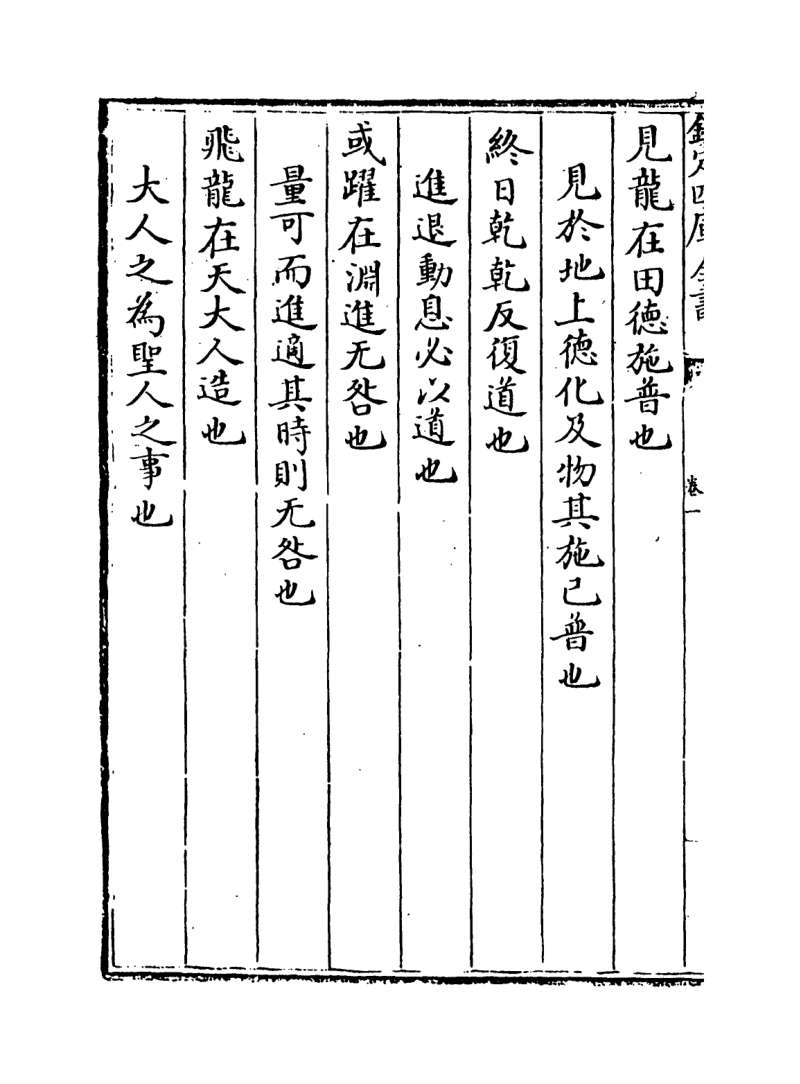 欽定四庫全書
卷一
見龍在田德施普也
見於地上德化及物其施已普也
終日乾乾反復道也
進退動息必以道也
或躍在淵進无咎也
量可而進適其時則无咎也
飛龍在天大人造也
大人之為聖人之事也